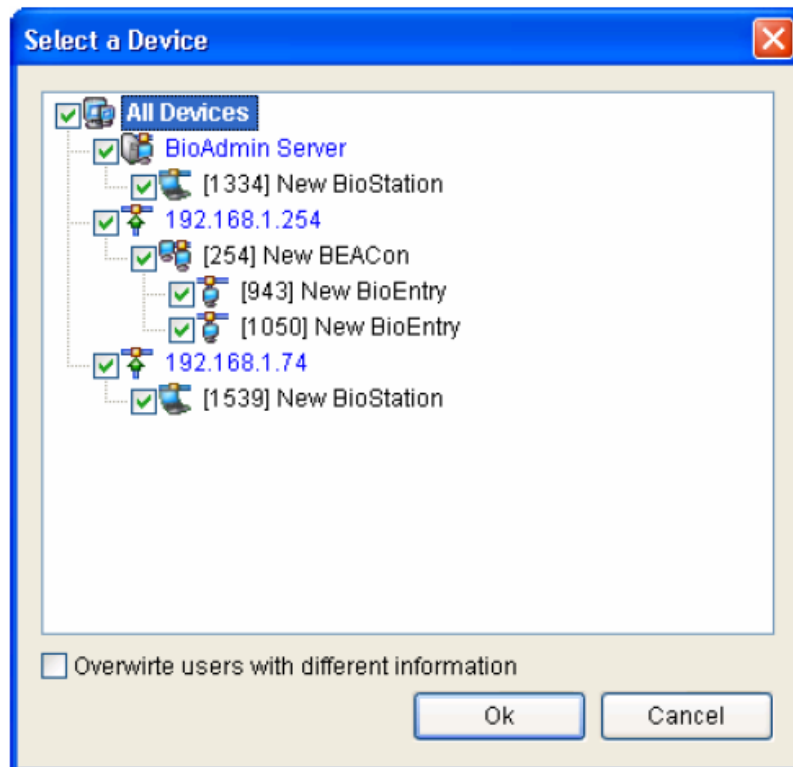 Select a Device
All Devices
BioAdmin Server
[1334] New BioStation
192.168.1.254
[254] New BEACon
[943] New BioEntry
[1050] New BioEntry
192.168.1.74
[1539] New BioStation
Overwirte users with different information
Ok Cancel